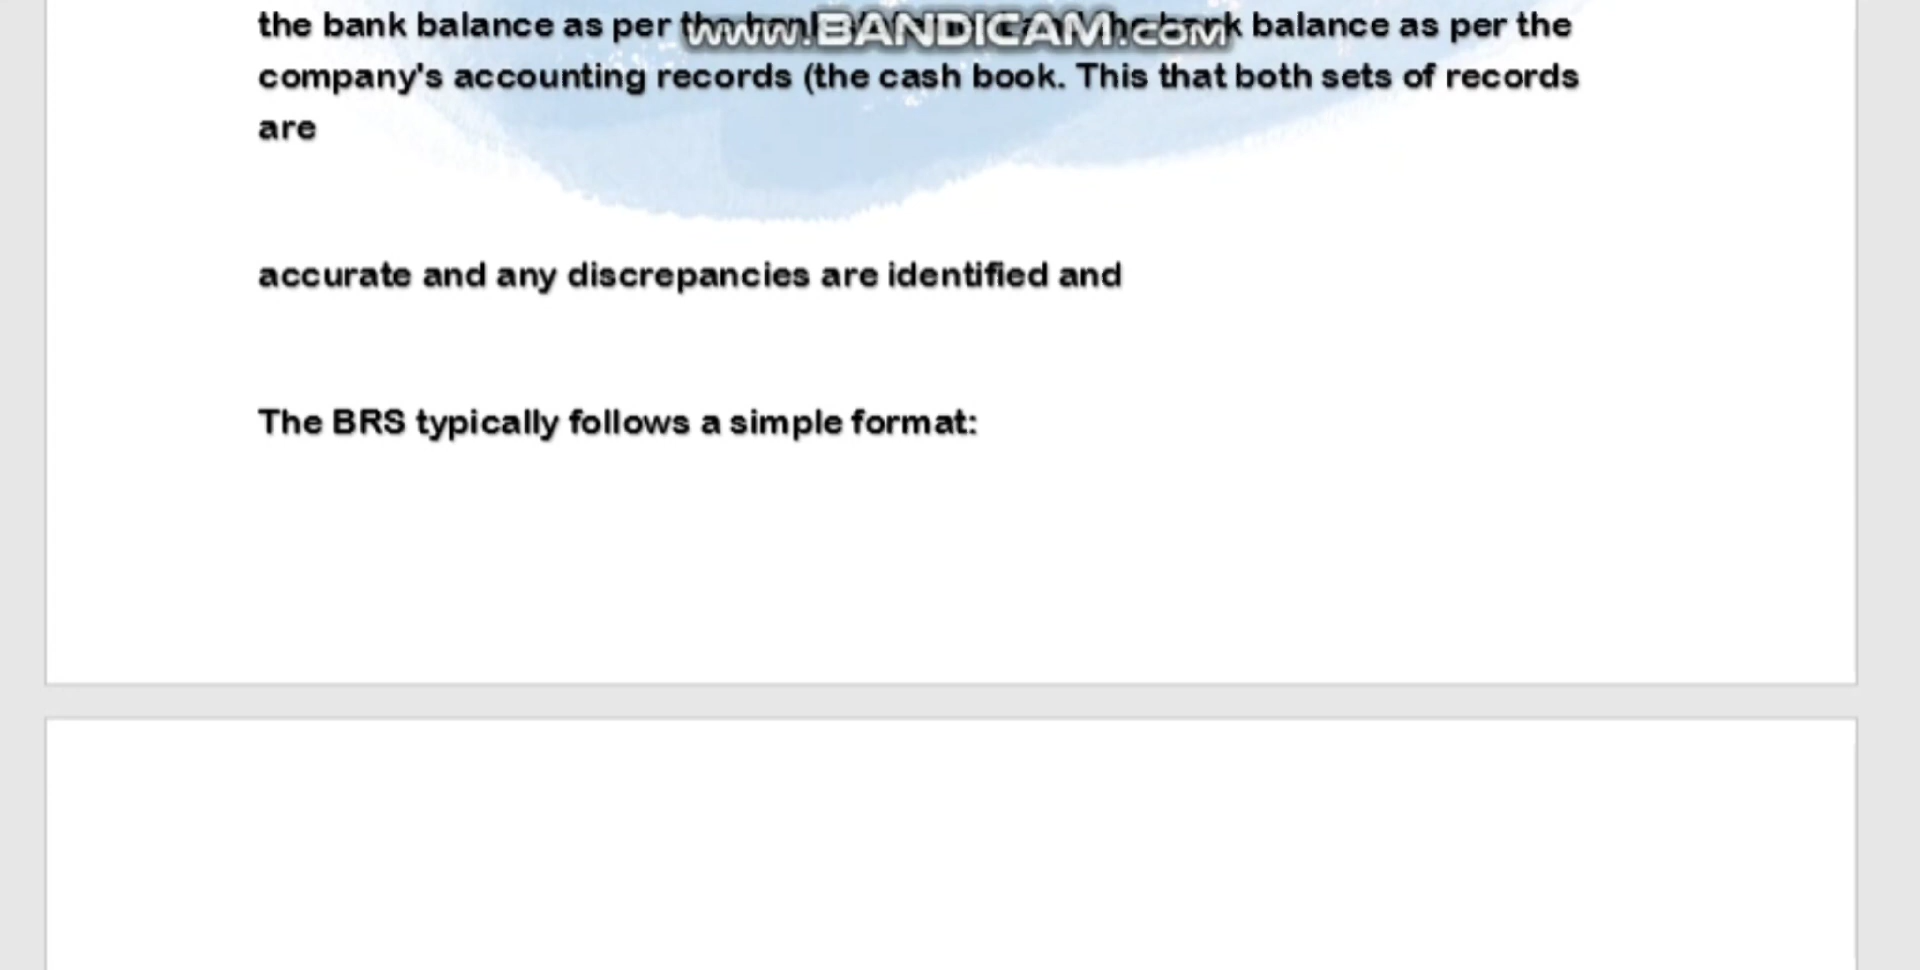 the bank balance as per the bank balance as per the
www.BANDICAM.com
company's accounting records (the cash book. This that both sets of records
are
accurate and any discrepancies are identified and
The BRS typically follows a simple format: